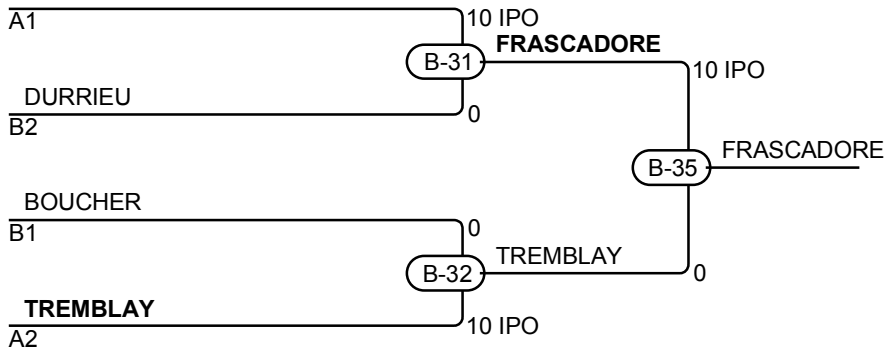 A1
10 IPO
FRASCADORE
B-31
10 IPO
DURRIEU
B2
0
B-35
FRASCADORE
BOUCHER
B1
0
B-32
TREMBLAY
0
TREMBLAY
A2
10 IPO